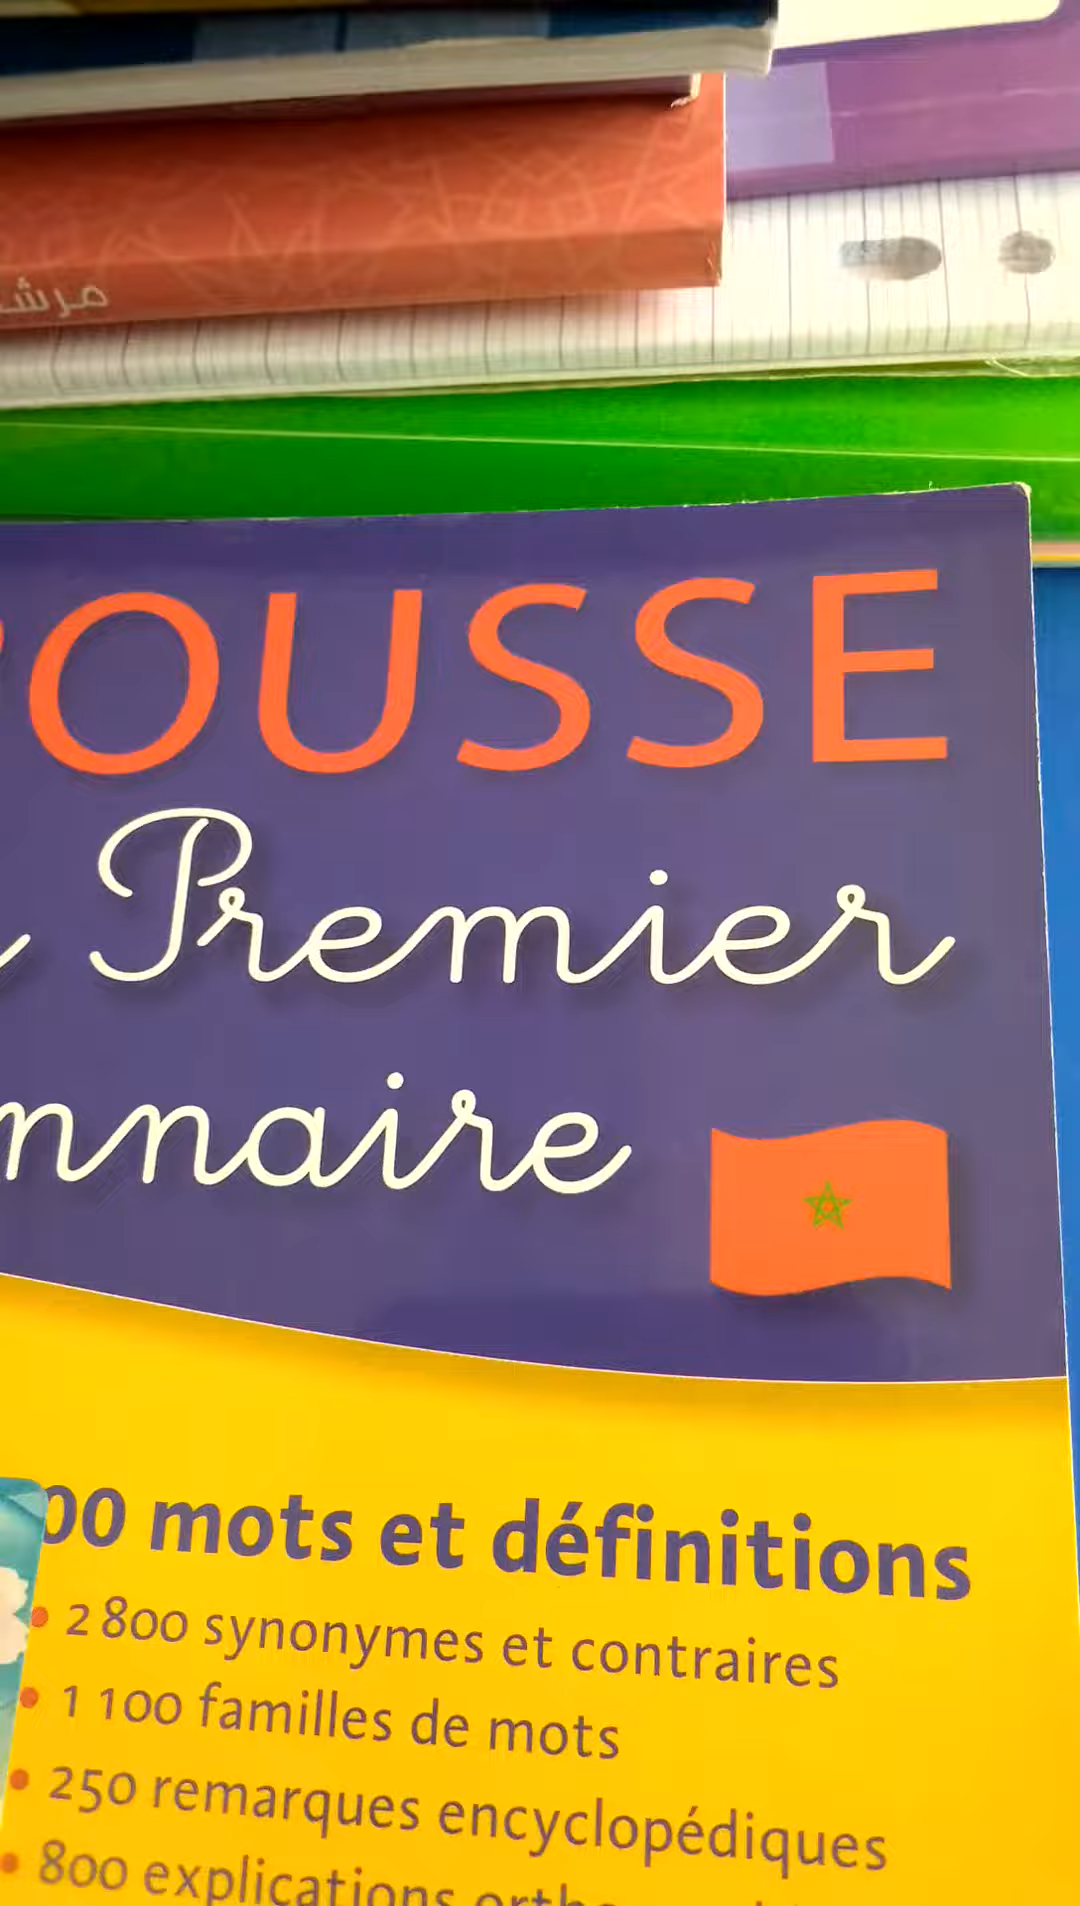 مرشد
OUSSE
Premier
nnaire
00 mots et définitions
• 2 800 synonymes et contraires
• 1 100 familles de mots
• 250 remarques encyclopédiques
• 800 explications